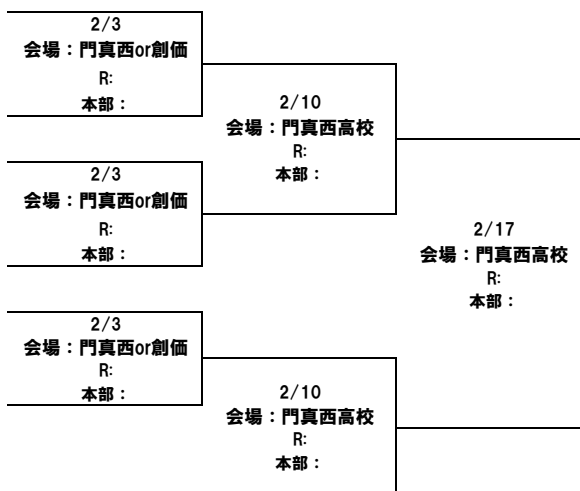 2/3
会場：門真西or創価
R:
本部：
2/10
会場：門真西高校
R:
本部：
2/3
会場：門真西or創価
R:
本部：
2/17
会場：門真西高校
R:
本部：
2/3
会場：門真西or創価
R:
本部：
2/10
会場：門真西高校
R:
本部：